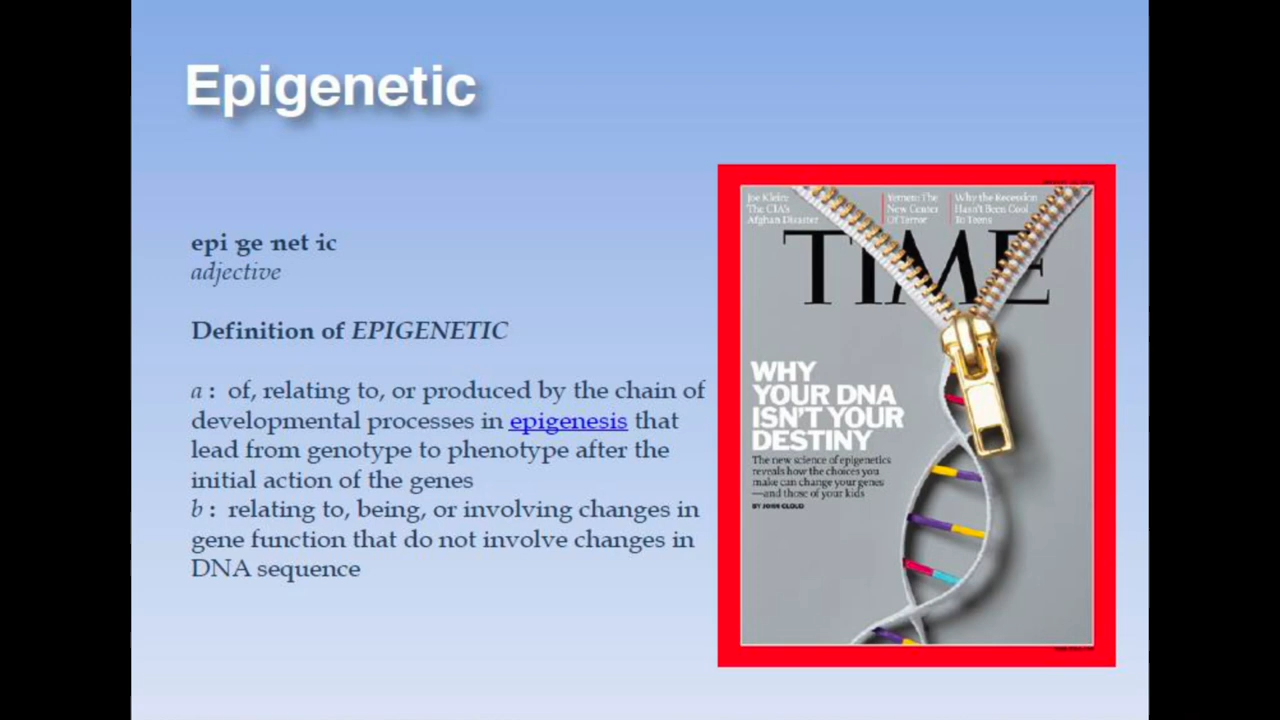 Epigenetic
epi·ge·net·ic
adjective
Definition of EPIGENETIC
a : of, relating to, or produced by the chain of
developmental processes in epigenesis that
lead from genotype to phenotype after the
initial action of the genes
b : relating to, being, or involving changes in
gene function that do not involve changes in
DNA sequence
Joe Klein:
The CIA's
Afghan Disaster
Yemen: The
New Center
Of Terror
Why the Recession
Hasn't Been Cool
To Teens
TIME
WHY
YOUR DNA
ISN'T YOUR
DESTINY
The new science of epigenetics
reveals how the choices you
make can change your genes
—and those of your kids
BY JOHN CLOUD